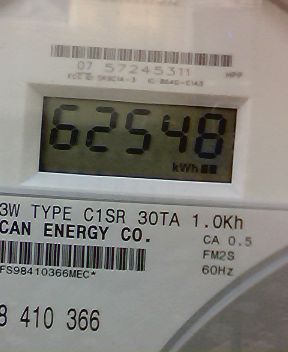 07 57245311
HPP
62548
kWh
3W TYPE C1SR 30TA 1.0Kh
CAN ENERGY CO.
CA 0.5
FM2S
60Hz
FS98410366MEC*
8 410 366